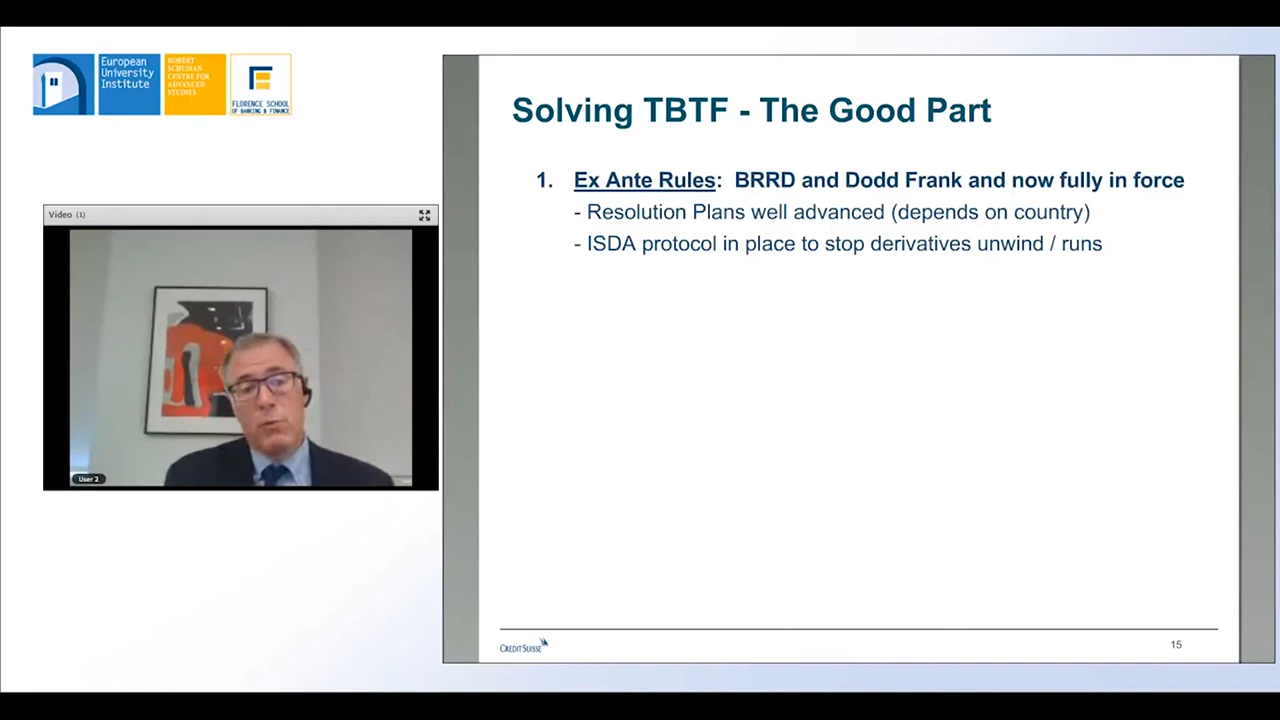 European
University
Institute
ROBERT
SCHUMAN
CENTRE FOR
ADVANCED
STUDIES
FLORENCE SCHOOL
OF BANKING & FINANCE
Video (1)
User 2
Solving TBTF - The Good Part
1. Ex Ante Rules: BRRD and Dodd Frank and now fully in force
- Resolution Plans well advanced (depends on country)
- ISDA protocol in place to stop derivatives unwind / runs
CREDIT SUISSE
15